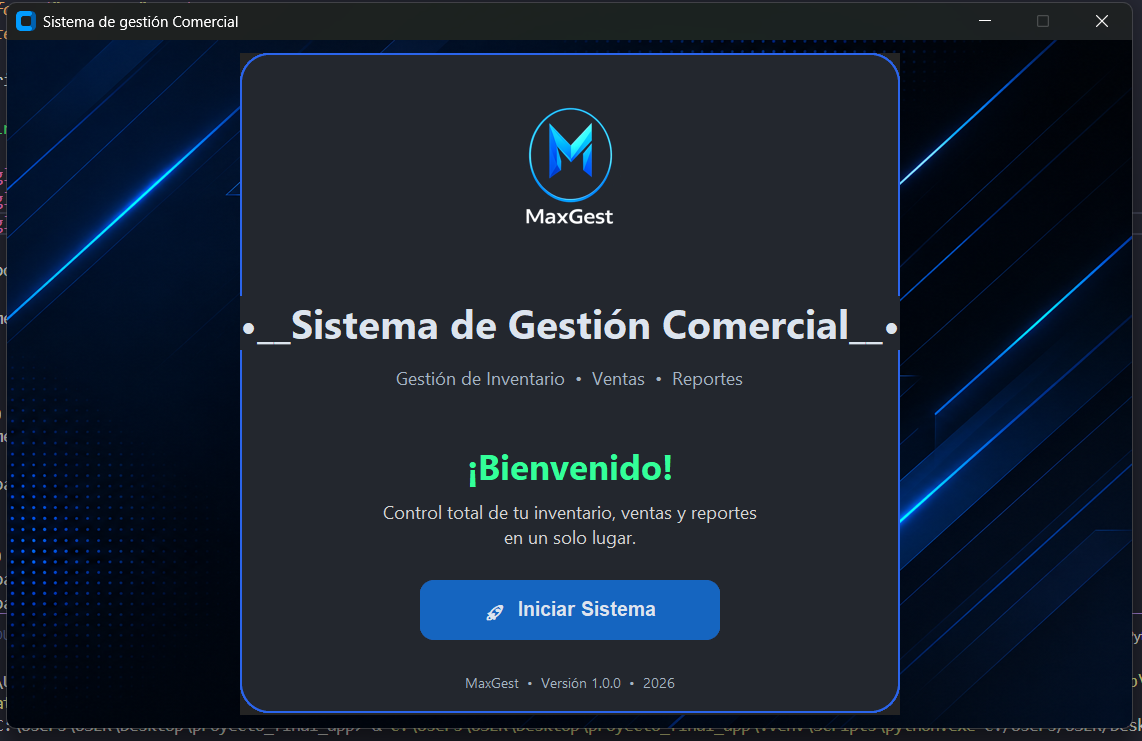 Sistema de gestión Comercial
MaxGest
•__Sistema de Gestión Comercial__•
Gestión de Inventario • Ventas • Reportes
¡Bienvenido!
Control total de tu inventario, ventas y reportes
en un solo lugar.
Iniciar Sistema
MaxGest • Versión 1.0.0 • 2026